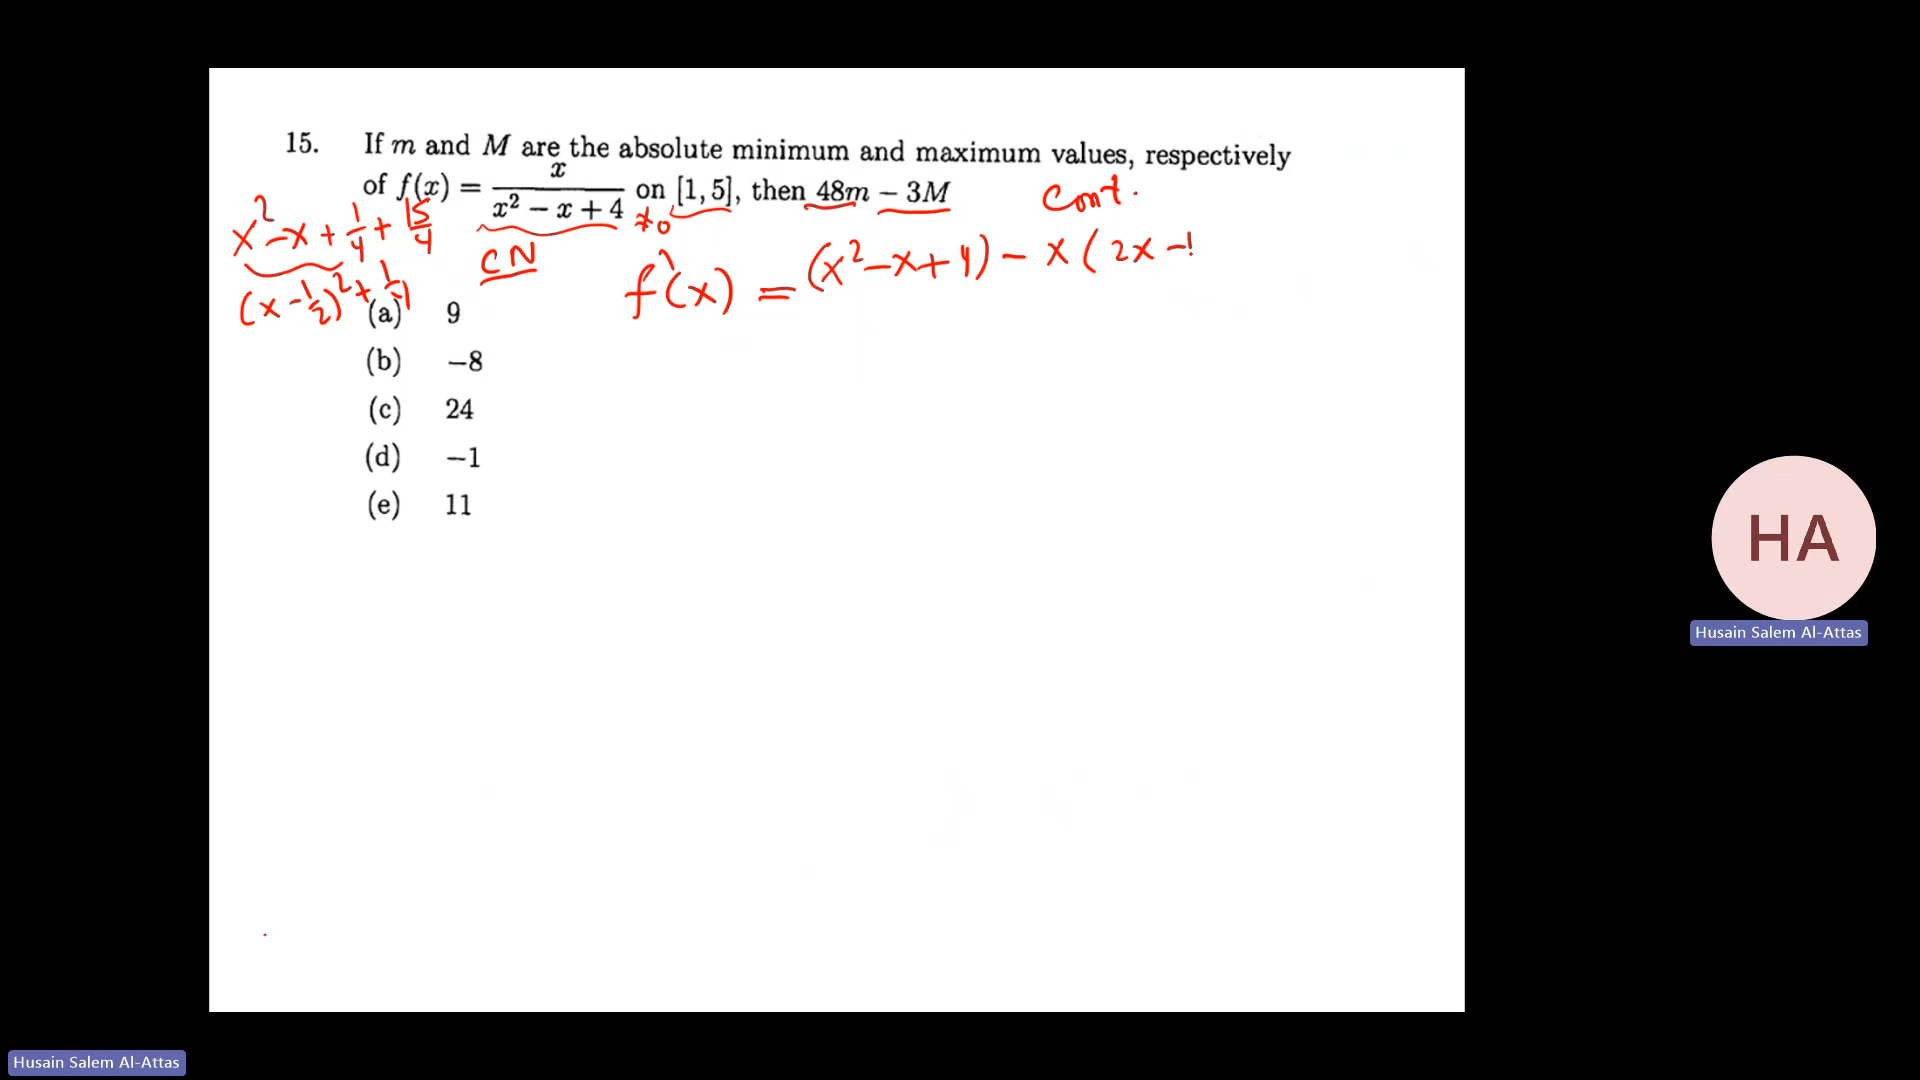 15. If m and M are the absolute minimum and maximum values, respectively
of f(x) = x / (x² − x + 4) on [1, 5], then 48m − 3M
Cont.
≠0
x² − x + 1/4 + 15/4
CN
f'(x) = (x² − x + 4) − x(2x − 1
(x − 1/2)² +
(a) 9
(b) −8
(c) 24
(d) −1
(e) 11
HA
Husain Salem Al-Attas
Husain Salem Al-Attas